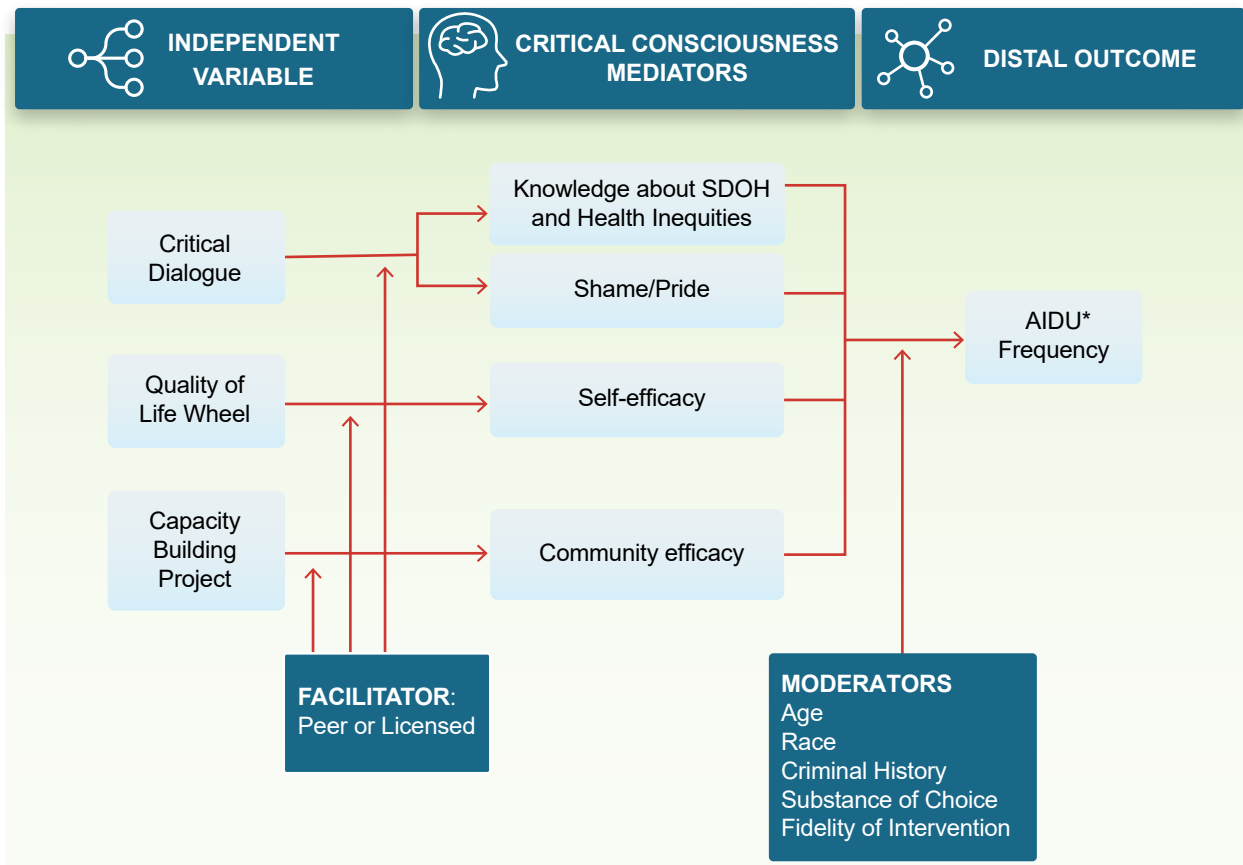 INDEPENDENT
VARIABLE
CRITICAL CONSCIOUSNESS
MEDIATORS
DISTAL OUTCOME
Critical
Dialogue
Knowledge about SDOH
and Health Inequities
Shame/Pride
AIDU*
Frequency
Quality of
Life Wheel
Self-efficacy
Capacity
Building
Project
Community efficacy
FACILITATOR:
Peer or Licensed
MODERATORS
Age
Race
Criminal History
Substance of Choice
Fidelity of Intervention